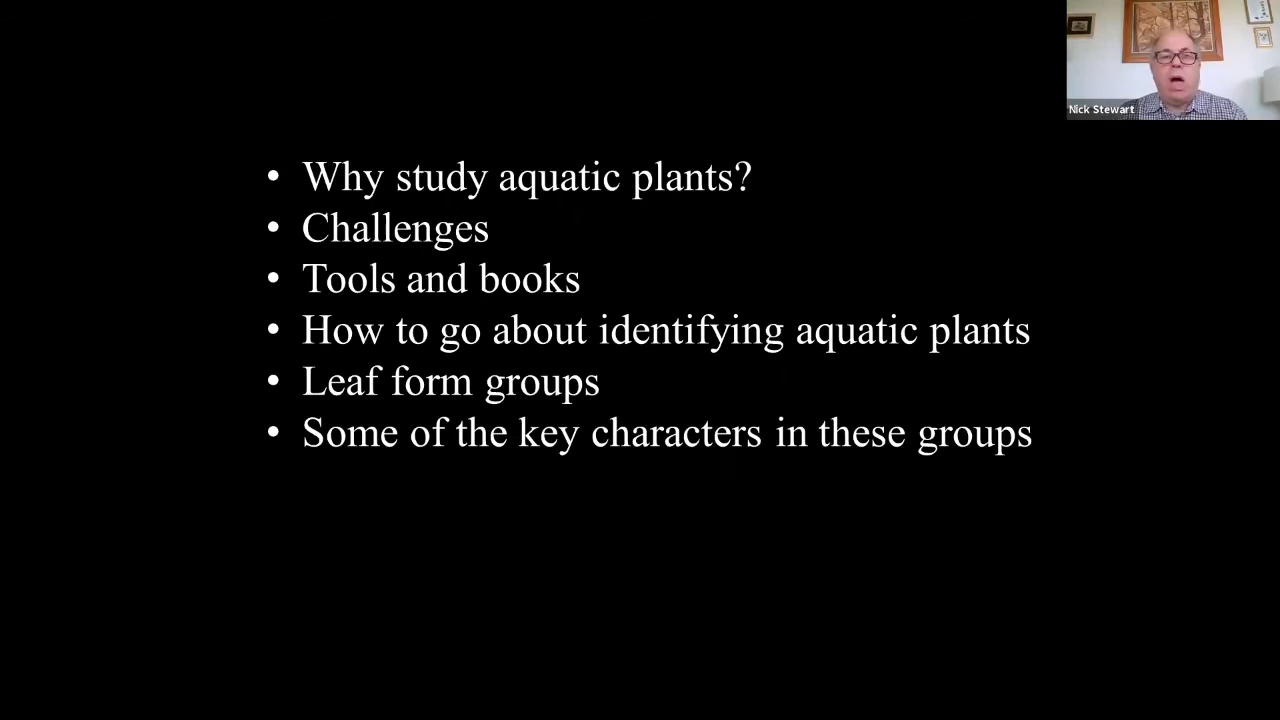 Nick Stewart
• Why study aquatic plants?
• Challenges
• Tools and books
• How to go about identifying aquatic plants
• Leaf form groups
• Some of the key characters in these groups